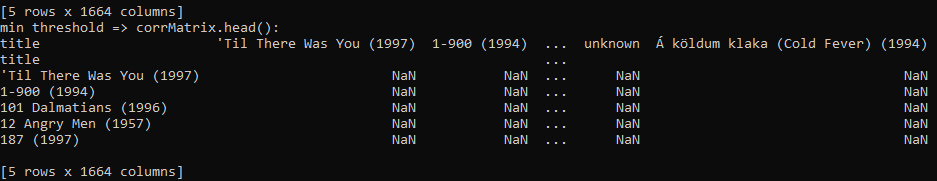 [5 rows x 1664 columns]
min threshold => corrMatrix.head():
title 'Til There Was You (1997) 1-900 (1994) ... unknown Á köldum klaka (Cold Fever) (1994)
title ...
'Til There Was You (1997) NaN NaN ... NaN NaN
1-900 (1994) NaN NaN ... NaN NaN
101 Dalmatians (1996) NaN NaN ... NaN NaN
12 Angry Men (1957) NaN NaN ... NaN NaN
187 (1997) NaN NaN ... NaN NaN
[5 rows x 1664 columns]